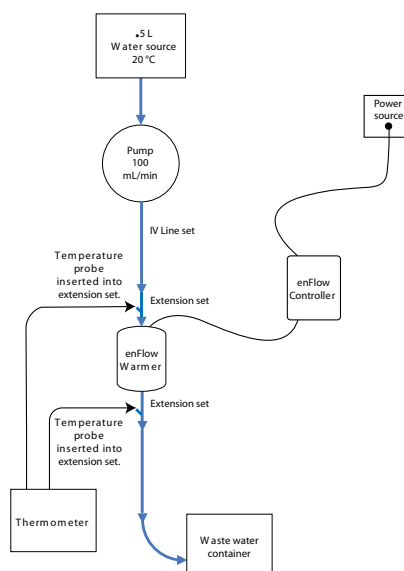 .5 L
Water source
20 °C
Power
source
Pump
100
mL/min
IV Line set
Temperature
probe
inserted into
extension set.
Extension set
enFlow
Controller
enFlow
Warmer
Extension set
Temperature
probe
inserted into
extension set.
Thermometer
Waste water
container